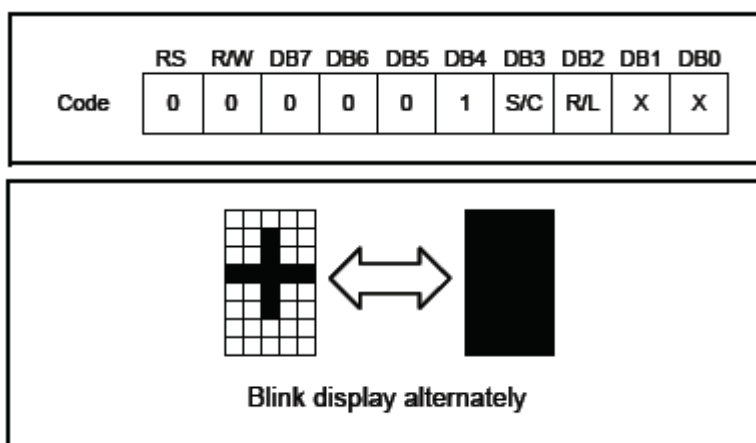 RS R/W DB7 DB6 DB5 DB4 DB3 DB2 DB1 DB0
Code 0 0 0 0 0 1 S/C R/L X X
Blink display alternately